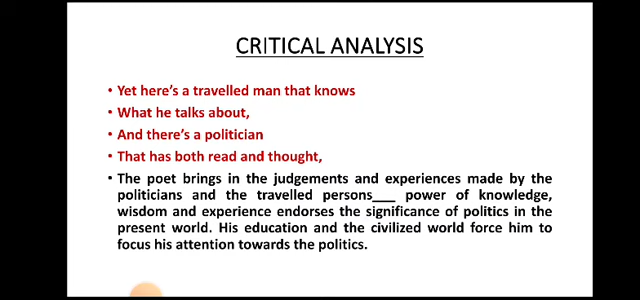 CRITICAL ANALYSIS
• Yet here's a travelled man that knows
• What he talks about,
• And there's a politician
• That has both read and thought,
• The poet brings in the judgements and experiences made by the
politicians and the travelled persons___ power of knowledge,
wisdom and experience endorses the significance of politics in the
present world. His education and the civilized world force him to
focus his attention towards the politics.